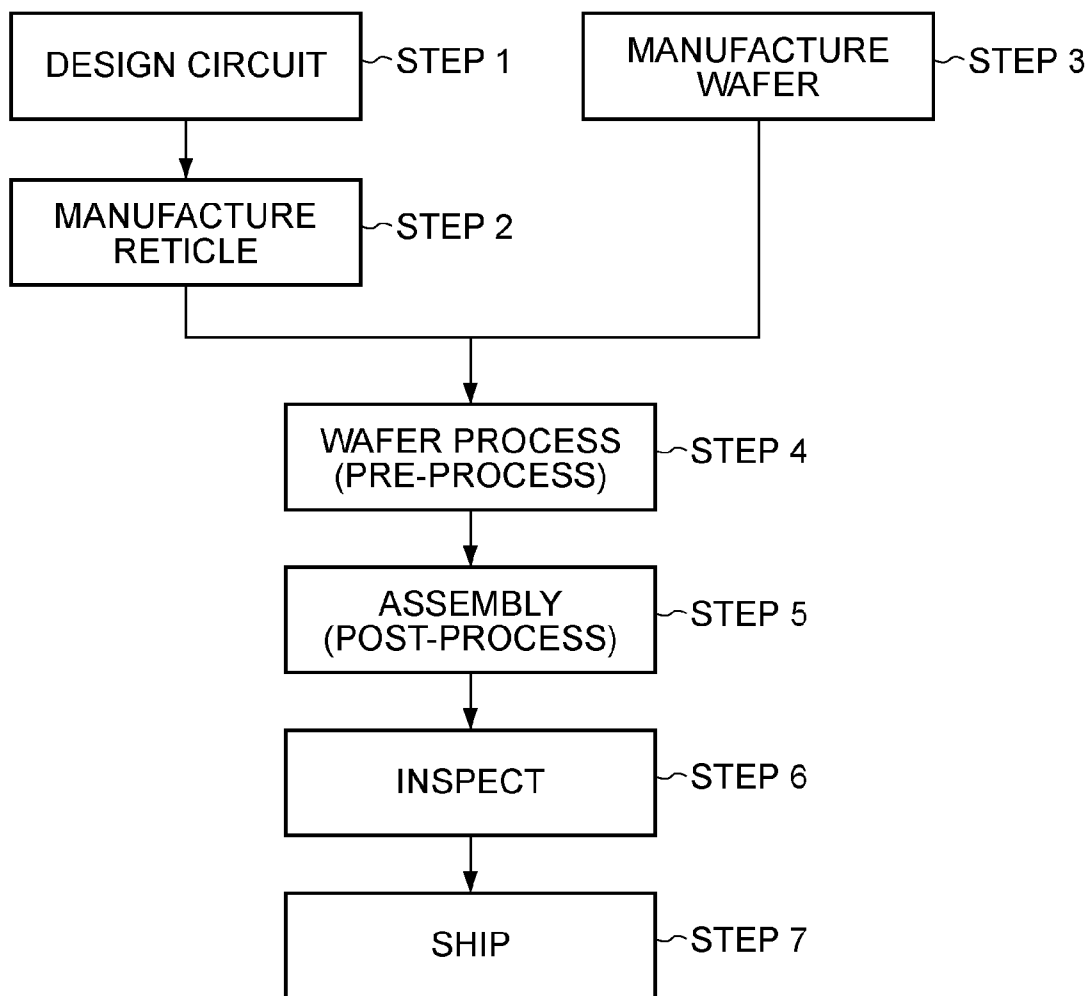 DESIGN CIRCUIT
STEP 1
MANUFACTURE
WAFER
STEP 3
MANUFACTURE
RETICLE
STEP 2
WAFER PROCESS
(PRE-PROCESS)
STEP 4
ASSEMBLY
(POST-PROCESS)
STEP 5
INSPECT
STEP 6
SHIP
STEP 7